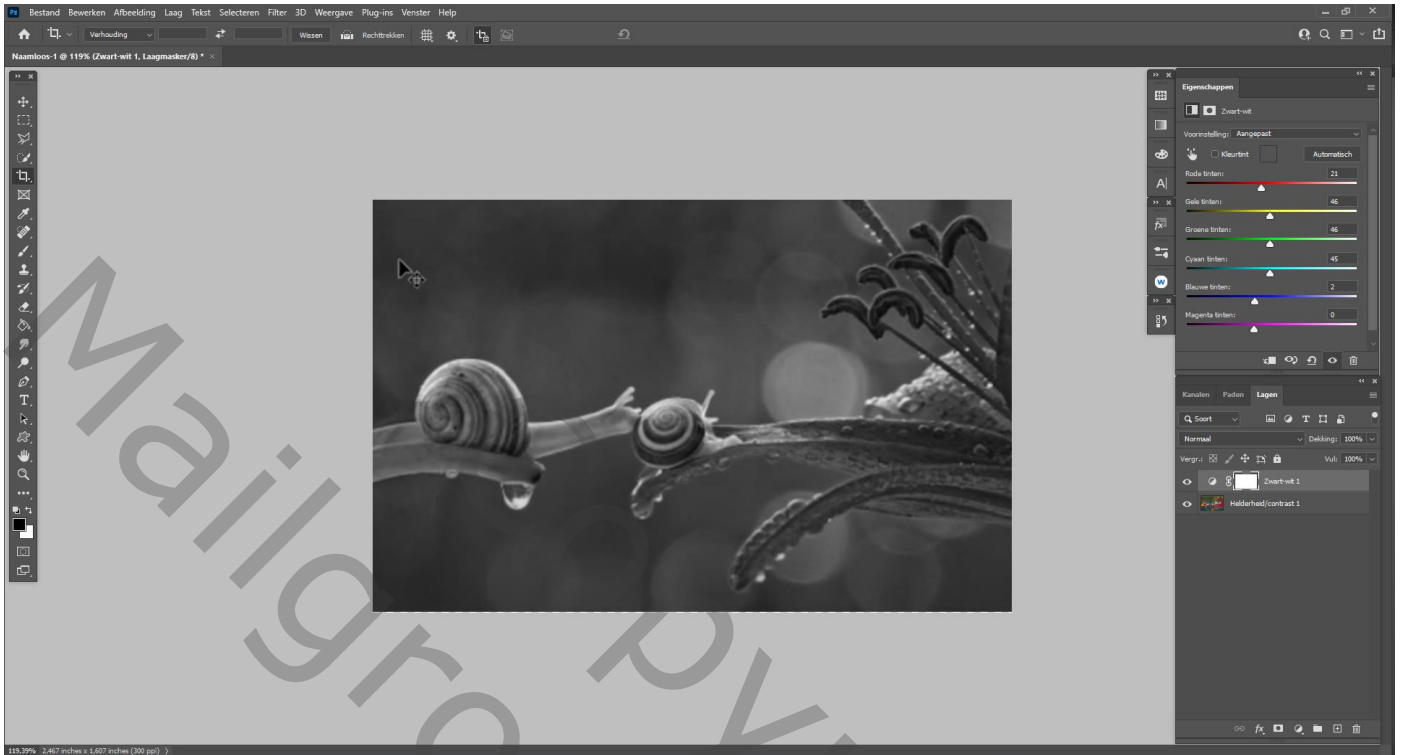 Ps Bestand Bewerken Afbeelding Laag Tekst Selecteren Filter 3D Weergave Plug-ins Venster Help
Verhouding Wissen Rechttrekken
Naamloos-1 @ 119% (Zwart-wit 1, Laagmasker/8) * ×
Eigenschappen
Zwart-wit
Voorinstelling: Aangepast
Kleurtint Automatisch
Rode tinten: 21
Gele tinten: 46
Groene tinten: 46
Cyaan tinten: 45
Blauwe tinten: 2
Magenta tinten: 0
Kanalen Paden Lagen
Soort
Normaal Dekking: 100%
Vergr.: Vul: 100%
Zwart-wit 1
Helderheid/contrast 1
119,39% 2,467 inches x 1,607 inches (300 ppi)